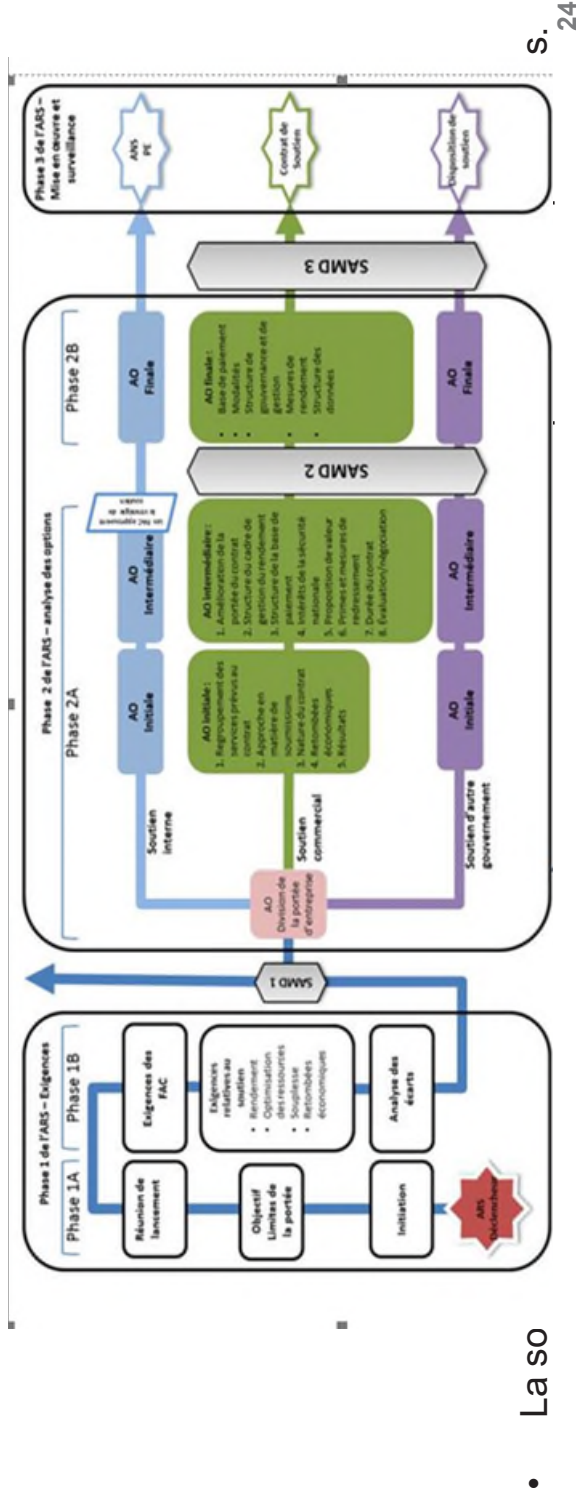 Phase 1 de l'ARS – Exigences
Phase 1A
Phase 1B
Réunion de
lancement
Objectif
Limites de
la portée
Initiation
ARS
Déclencheur
Exigences des
FAC
Exigences
relatives au
soutien
• Rendement
• Optimisation
des ressources
• Souplesse
• Retombées
économiques
Analyse des
écarts
SAMD 1
Phase 2 de l'ARS – analyse des options
Phase 2A
Phase 2B
AO
Division de
la portée
d'entreprise
Soutien
interne
AO
Initiale
AO
Intermédiaire
AO
Finale
Soutien
commercial
AO initiale :
1. Regroupement des
services prévus au
contrat
2. Approche en
matière de
soumissions
3. Nature du contrat
4. Retombées
économiques
5. Résultats
AO intermédiaire :
1. Amélioration de la
portée du contrat
2. Structure du cadre de
gestion du rendement
3. Structure de la base de
paiement
4. Intérêts de la sécurité
nationale
5. Proposition de valeur
6. Primes et mesures de
redressement
7. Durée du contrat
8. Évaluation/négociation
SAMD 2
AO finale :
• Base de paiement
• Modalités
• Structure de
gouvernance et de
gestion
• Mesures de
rendement
• Structure des
données
Soutien d'autre
gouvernement
AO
Initiale
AO
Intermédiaire
AO
Finale
SAMD 3
Phase 3 de l'ARS –
Mise en œuvre et
surveillance
ANS
PE
Contrat de
Soutien
Disposition de
soutien
• La so
s.
24